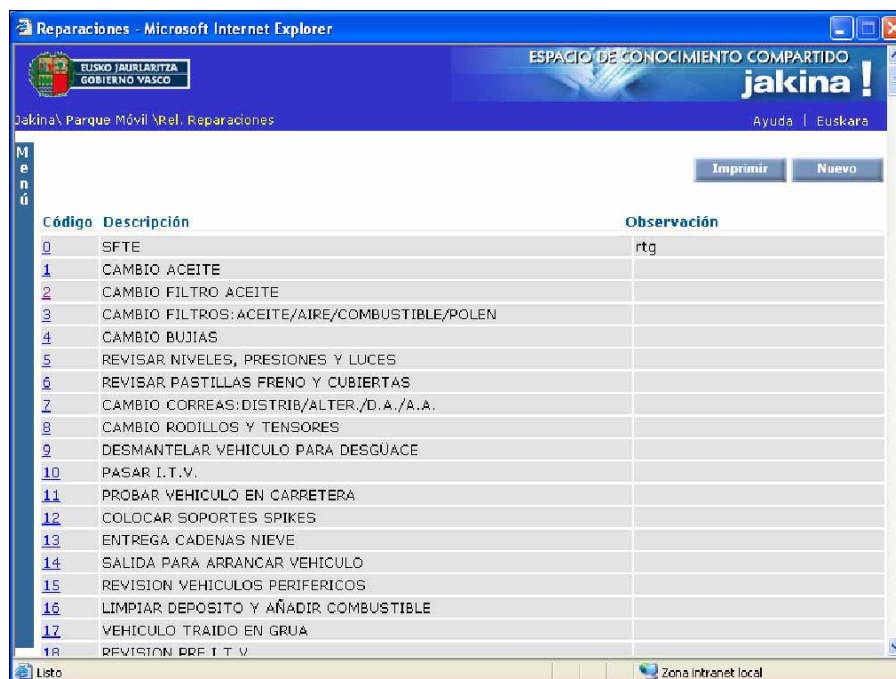 Reparaciones - Microsoft Internet Explorer
EUSKO JAURLARITZA
GOBIERNO VASCO
ESPACIO DE CONOCIMIENTO COMPARTIDO
jakina!
Jakina\ Parque Móvil \Rel. Reparaciones
Ayuda | Euskara
Menú
Imprimir Nuevo
Código Descripción Observación
0 SFTE rtg
1 CAMBIO ACEITE
2 CAMBIO FILTRO ACEITE
3 CAMBIO FILTROS:ACEITE/AIRE/COMBUSTIBLE/POLEN
4 CAMBIO BUJIAS
5 REVISAR NIVELES, PRESIONES Y LUCES
6 REVISAR PASTILLAS FRENO Y CUBIERTAS
7 CAMBIO CORREAS:DISTRIB/ALTER./D.A./A.A.
8 CAMBIO RODILLOS Y TENSORES
9 DESMANTELAR VEHICULO PARA DESGÜACE
10 PASAR I.T.V.
11 PROBAR VEHICULO EN CARRETERA
12 COLOCAR SOPORTES SPIKES
13 ENTREGA CADENAS NIEVE
14 SALIDA PARA ARRANCAR VEHICULO
15 REVISION VEHICULOS PERIFERICOS
16 LIMPIAR DEPOSITO Y AÑADIR COMBUSTIBLE
17 VEHICULO TRAIDO EN GRUA
18 REVISION PRE I.T.V.
Listo
Zona intranet local